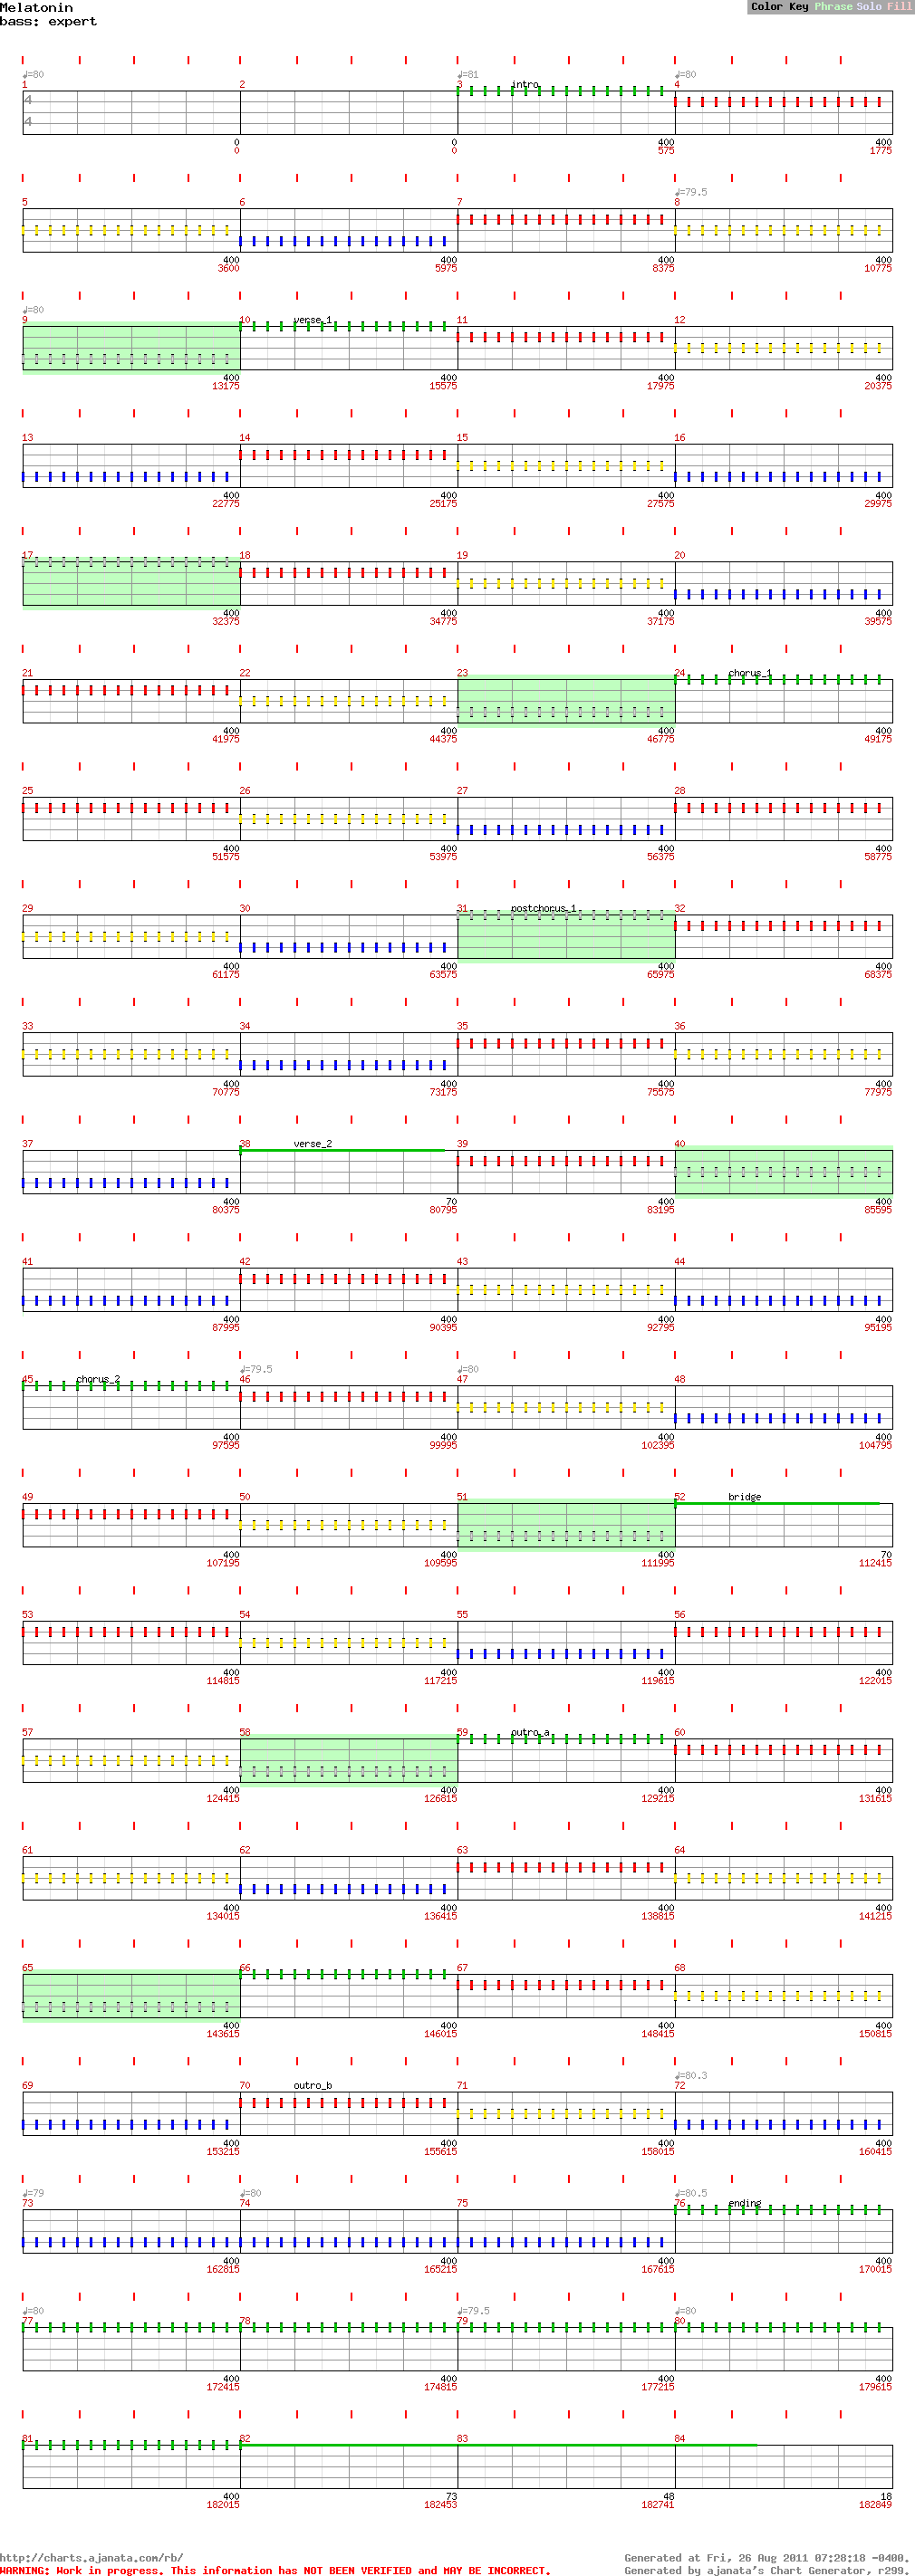 Melatonin
bass: expert
Color Key Phrase Solo Fill
♩=80 ♩=81 ♩=80
1 2 3 intro 4
4
4
0 0 400 400
0 0 575 1775
♩=79.5
5 6 7 8
400 400 400 400
3600 5975 8375 10775
♩=80
9 10 verse_1 11 12
400 400 400 400
13175 15575 17975 20375
13 14 15 16
400 400 400 400
22775 25175 27575 29975
17 18 19 20
400 400 400 400
32375 34775 37175 39575
21 22 23 24 chorus_1
400 400 400 400
41975 44375 46775 49175
25 26 27 28
400 400 400 400
51575 53975 56375 58775
29 30 31 postchorus_1 32
400 400 400 400
61175 63575 65975 68375
33 34 35 36
400 400 400 400
70775 73175 75575 77975
37 38 verse_2 39 40
400 70 400 400
80375 80795 83195 85595
41 42 43 44
400 400 400 400
87995 90395 92795 95195
♩=79.5 ♩=80
45 chorus_2 46 47 48
400 400 400 400
97595 99995 102395 104795
49 50 51 52 bridge
400 400 400 70
107195 109595 111995 112415
53 54 55 56
400 400 400 400
114815 117215 119615 122015
57 58 59 outro_a 60
400 400 400 400
124415 126815 129215 131615
61 62 63 64
400 400 400 400
134015 136415 138815 141215
65 66 67 68
400 400 400 400
143615 146015 148415 150815
♩=80.3
69 70 outro_b 71 72
400 400 400 400
153215 155615 158015 160415
♩=79 ♩=80 ♩=80.5
73 74 75 76 ending
400 400 400 400
162815 165215 167615 170015
♩=80 ♩=79.5 ♩=80
77 78 79 80
400 400 400 400
172415 174815 177215 179615
81 82 83 84
400 73 48 18
182015 182453 182741 182849
http://charts.ajanata.com/rb/ Generated at Fri, 26 Aug 2011 07:28:18 -0400.
WARNING: Work in progress. This information has NOT BEEN VERIFIED and MAY BE INCORRECT. Generated by ajanata's Chart Generator, r299.